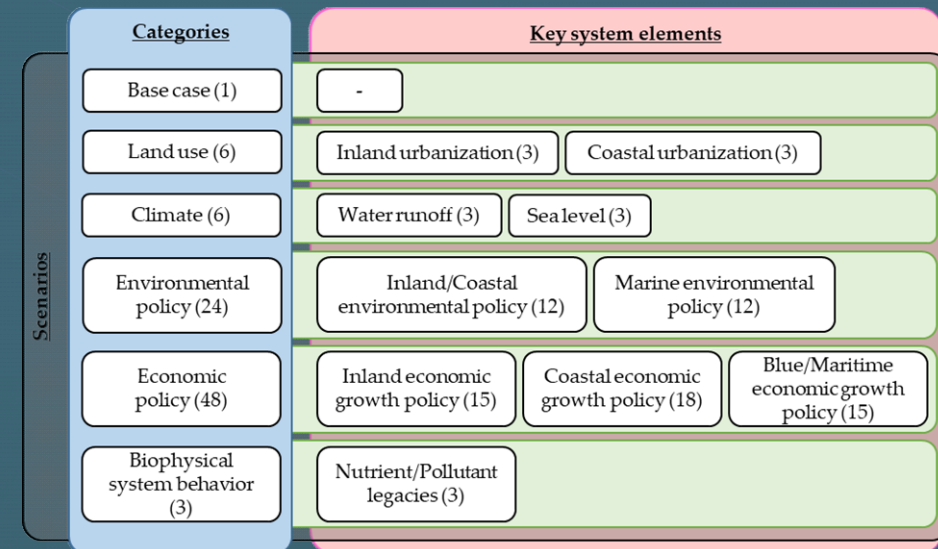 Categories
Key system elements
Scenarios
Base case (1)
-
Land use (6)
Inland urbanization (3)
Coastal urbanization (3)
Climate (6)
Water runoff (3)
Sea level (3)
Environmental
policy (24)
Inland/Coastal
environmental policy (12)
Marine environmental
policy (12)
Economic
policy (48)
Inland economic
growth policy (15)
Coastal economic
growth policy (18)
Blue/Maritime
economic growth
policy (15)
Biophysical
system behavior
(3)
Nutrient/Pollutant
legacies (3)